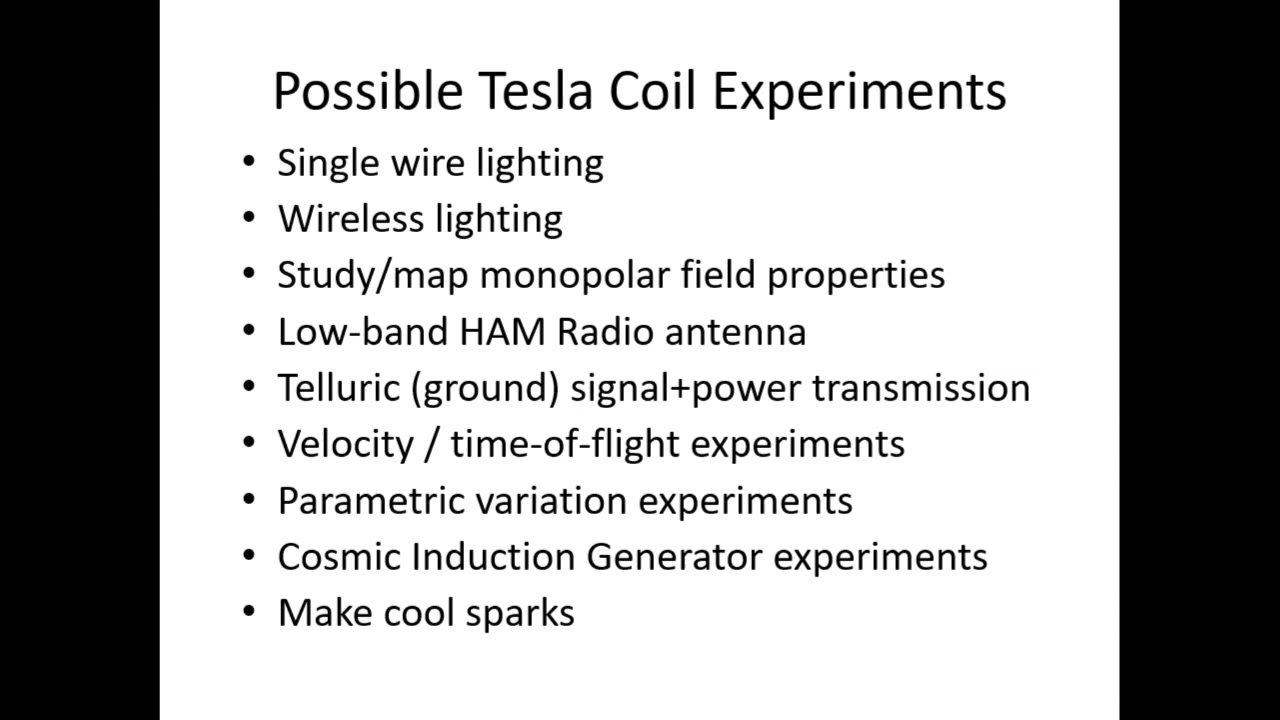 Possible Tesla Coil Experiments
• Single wire lighting
• Wireless lighting
• Study/map monopolar field properties
• Low-band HAM Radio antenna
• Telluric (ground) signal+power transmission
• Velocity / time-of-flight experiments
• Parametric variation experiments
• Cosmic Induction Generator experiments
• Make cool sparks